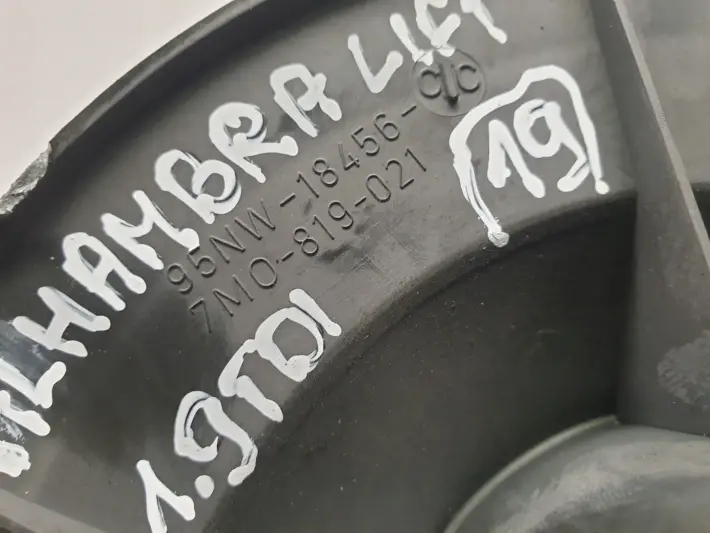 ALHAMBRA LIFT
95NW-18456-C/C
7M0-819-021
19
1.9TDI